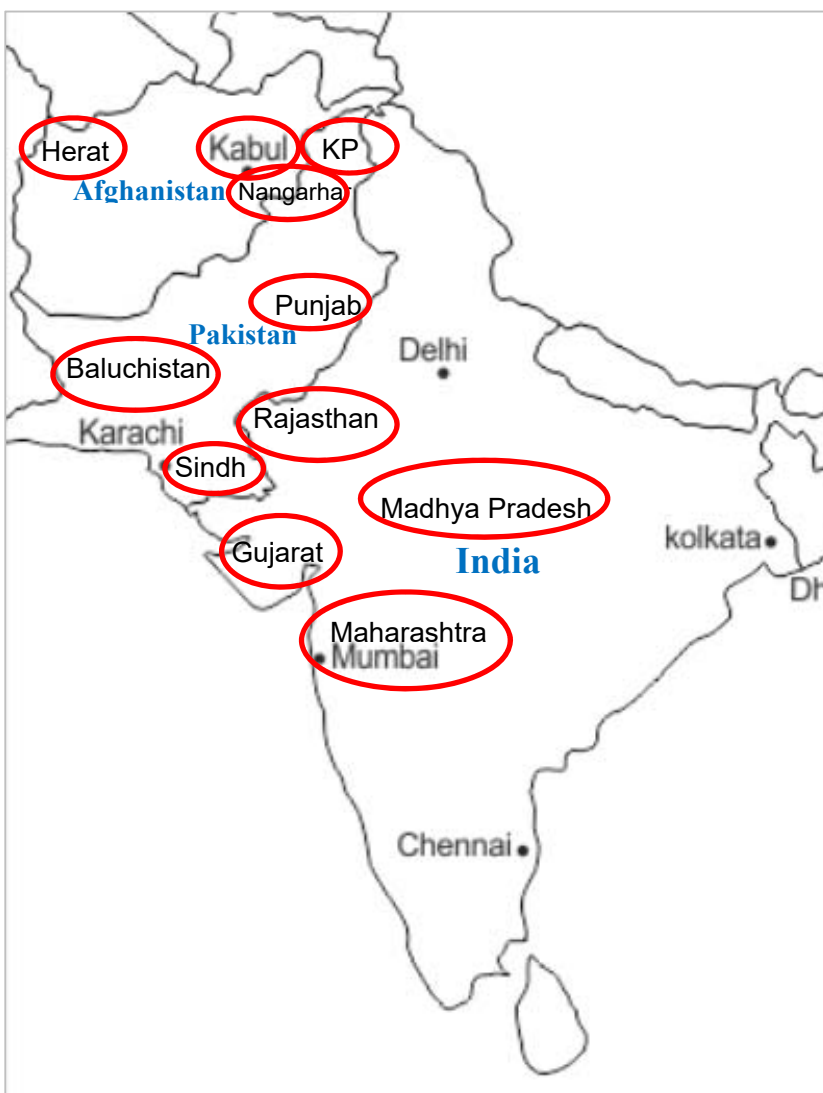 Herat
Kabul
KP
Afghanistan
Nangarhar
Punjab
Pakistan
Delhi
Baluchistan
Rajasthan
Karachi
Sindh
Madhya Pradesh
kolkata
Gujarat
India
Dh
Maharashtra
Mumbai
Chennai